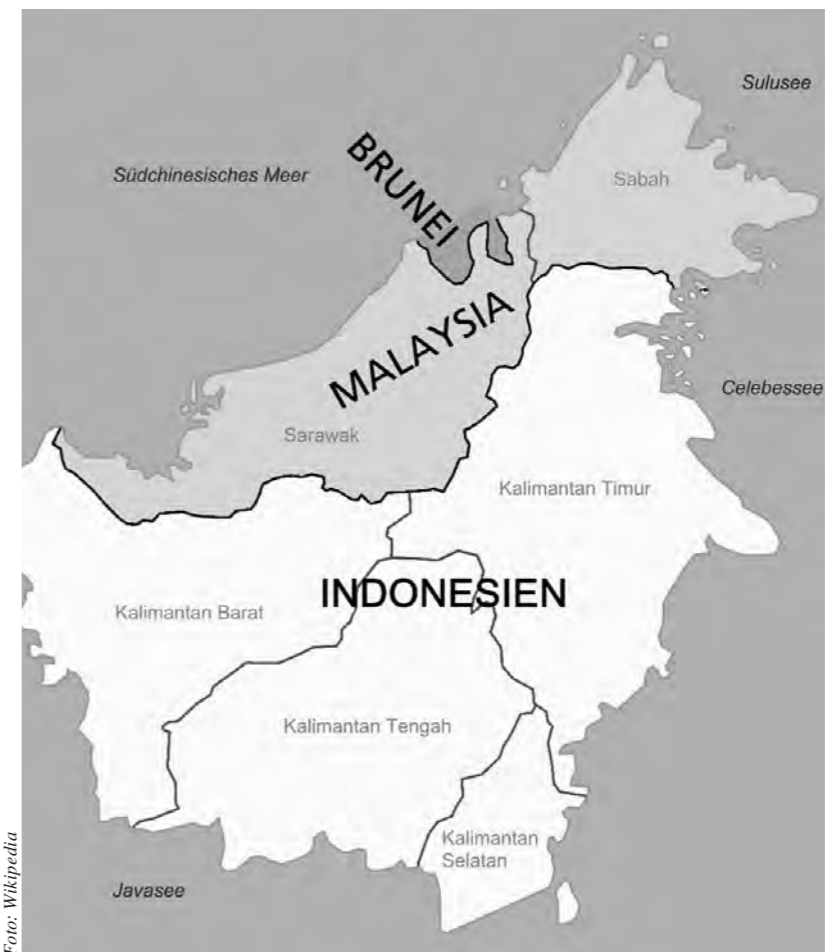 Sulusee
Südchinesisches Meer
BRUNEI
Sabah
MALAYSIA
Celebessee
Sarawak
Kalimantan Timur
INDONESIEN
Kalimantan Barat
Kalimantan Tengah
Kalimantan
Selatan
Javasee
Foto: Wikipedia